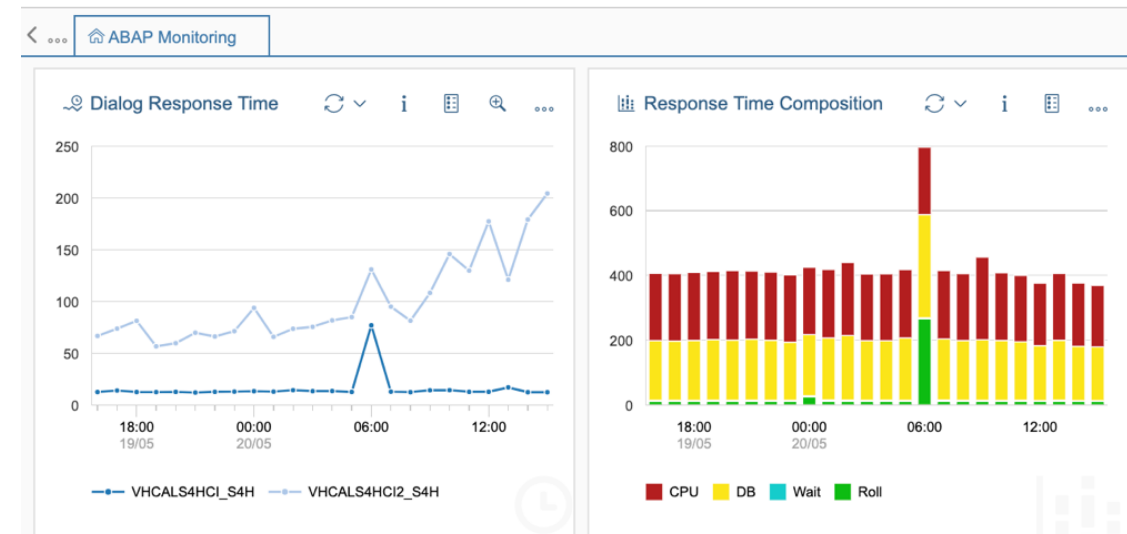 ABAP Monitoring
Dialog Response Time
250
200
150
100
50
0
18:00 00:00 06:00 12:00
19/05 20/05
VHCALS4HCI_S4H VHCALS4HCI2_S4H
Response Time Composition
800
600
400
200
0
18:00 00:00 06:00 12:00
19/05 20/05
CPU DB Wait Roll